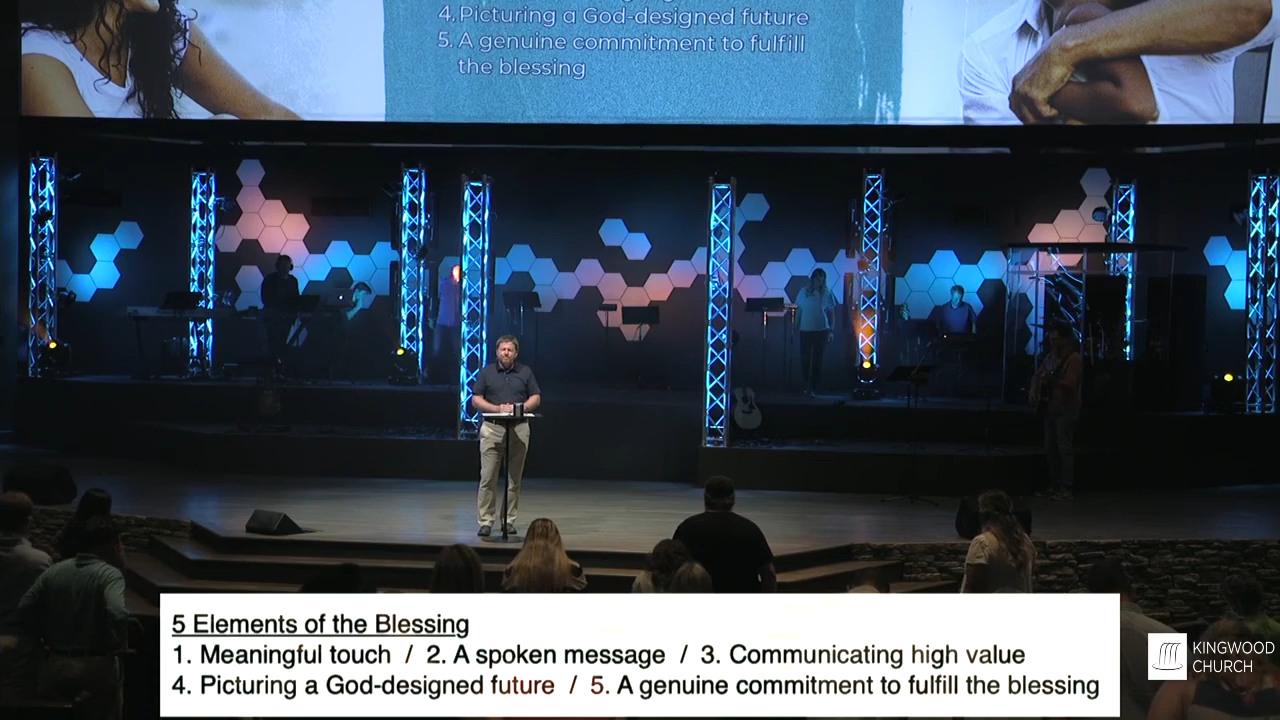 4. Picturing a God-designed future
5. A genuine commitment to fulfill
the blessing
5 Elements of the Blessing
1. Meaningful touch / 2. A spoken message / 3. Communicating high value
4. Picturing a God-designed future / 5. A genuine commitment to fulfill the blessing
KINGWOOD
CHURCH